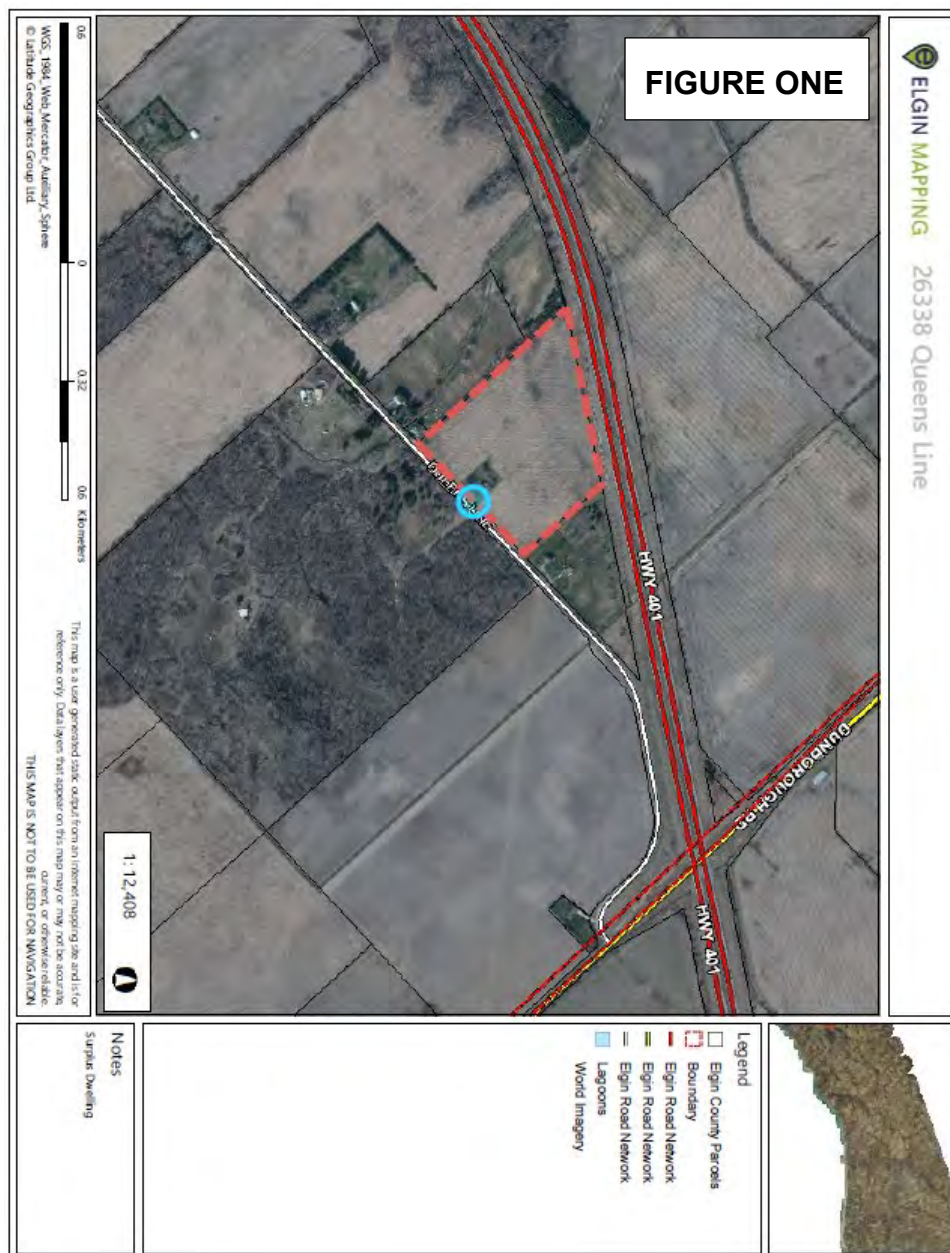 FIGURE ONE
ELGIN MAPPING 26338 Queens Line
HWY 401
HWY 401
DUNBOROUGH RD
Legend
Elgin County Parcels
Boundary
Elgin Road Network
Elgin Road Network
Elgin Road Network
Lagoons
World Imagery
Notes
Surplus Dwelling
1:12,408
0.6 0 0.32 0.6 Kilometers
WGS_1984_Web_Mercator_Auxiliary_Sphere
© Latitude Geographics Group Ltd.
This map is a user generated static output from an Internet mapping site and is for
reference only. Data layers that appear on this map may or may not be accurate,
current, or otherwise reliable.
THIS MAP IS NOT TO BE USED FOR NAVIGATION